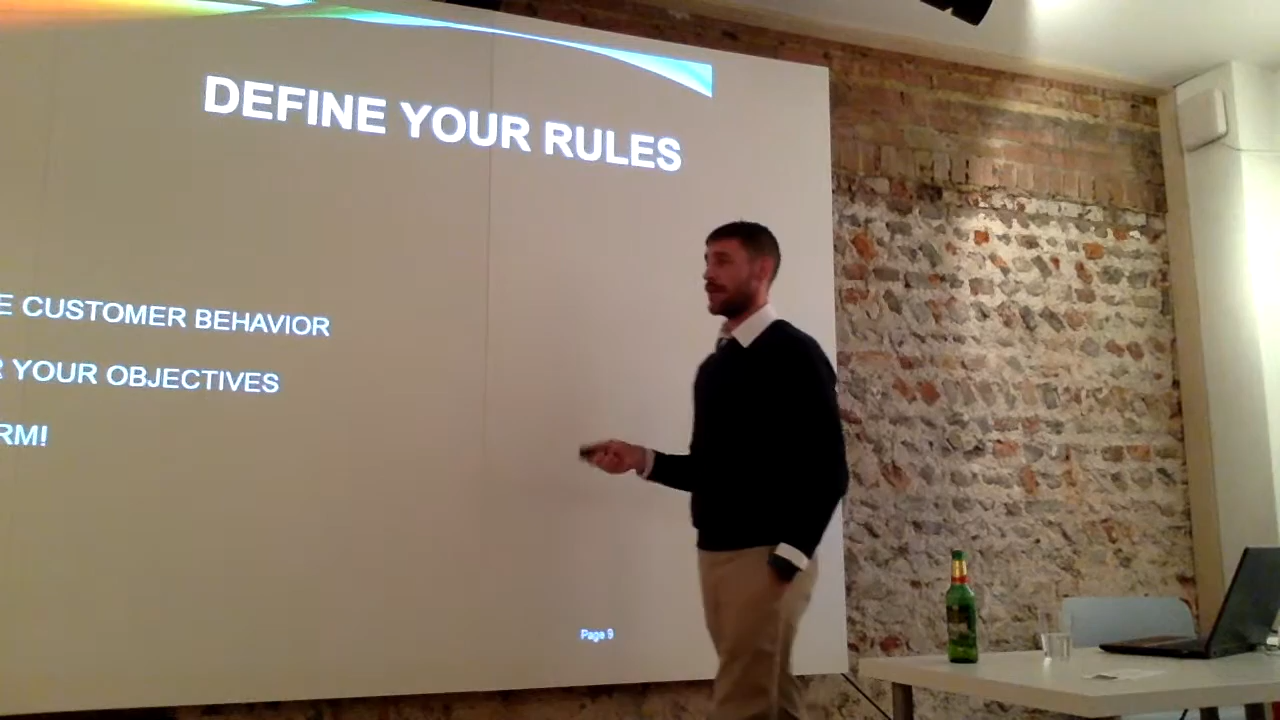 DEFINE YOUR RULES
E CUSTOMER BEHAVIOR
R YOUR OBJECTIVES
RM!
Page 9